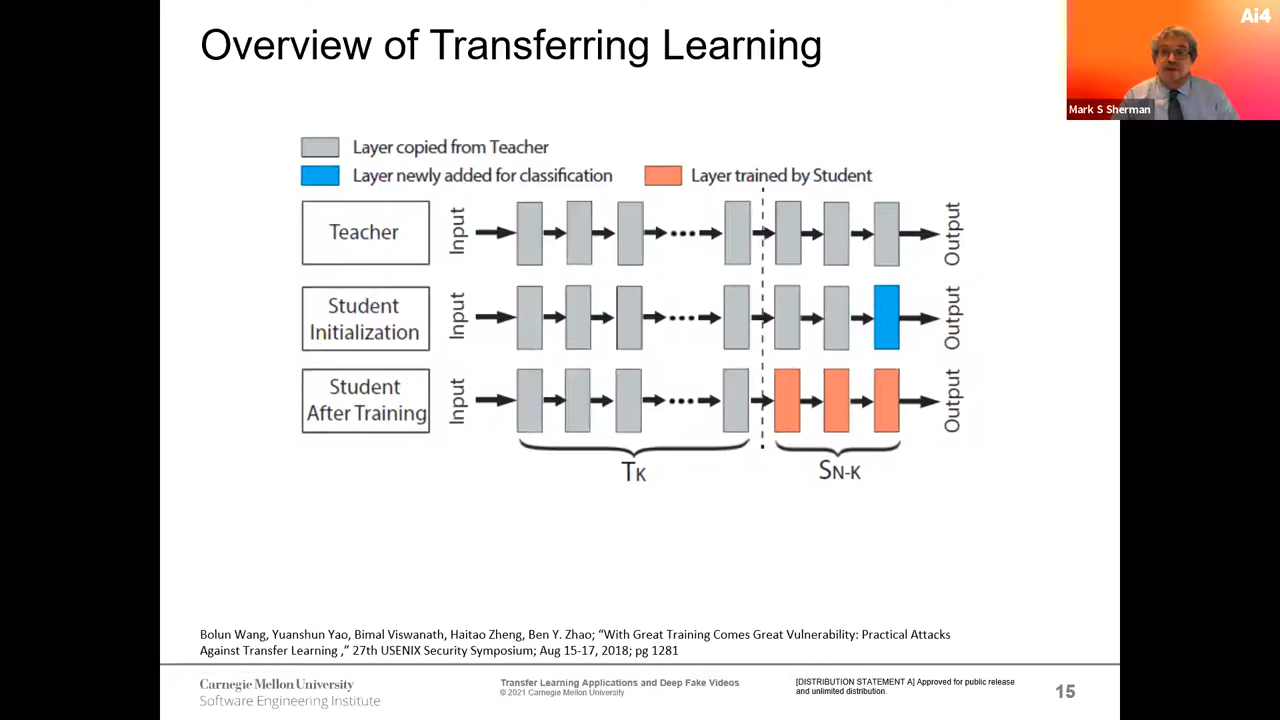 Overview of Transferring Learning
Ai4
Mark S Sherman
Layer copied from Teacher
Layer newly added for classification
Layer trained by Student
Teacher
Input
Output
Student
Initialization
Input
Output
Student
After Training
Input
Output
TK
SN-K
Bolun Wang, Yuanshun Yao, Bimal Viswanath, Haitao Zheng, Ben Y. Zhao; “With Great Training Comes Great Vulnerability: Practical Attacks
Against Transfer Learning ,” 27th USENIX Security Symposium; Aug 15-17, 2018; pg 1281
Carnegie Mellon University
Software Engineering Institute
Transfer Learning Applications and Deep Fake Videos
© 2021 Carnegie Mellon University
[DISTRIBUTION STATEMENT A] Approved for public release
and unlimited distribution.
15